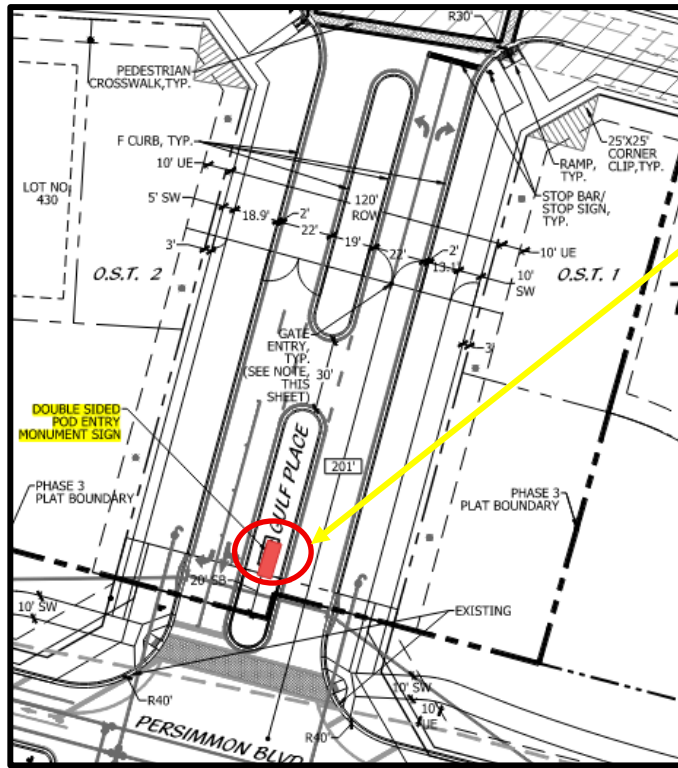 R30'
PEDESTRIAN
CROSSWALK,TYP.
F CURB, TYP.
10' UE
LOT NO.
430
5' SW
18.9'
2'
22'
120'
ROW
19'
22'
2'
13.1'
3'
O.S.T. 2
25'X25'
CORNER
CLIP,TYP.
RAMP,
TYP.
STOP BAR/
STOP SIGN,
TYP.
10' UE
10'
SW
O.S.T. 1
3'
GATE
ENTRY,
TYP.
(SEE NOTE,
THIS
SHEET)
30'
DOUBLE SIDED
POD ENTRY
MONUMENT SIGN
GULF PLACE
201'
PHASE 3
PLAT BOUNDARY
PHASE 3
PLAT BOUNDARY
20' SB
10' SW
EXISTING
R40'
10' SW
10'
UE
R40'
PERSIMMON BLVD